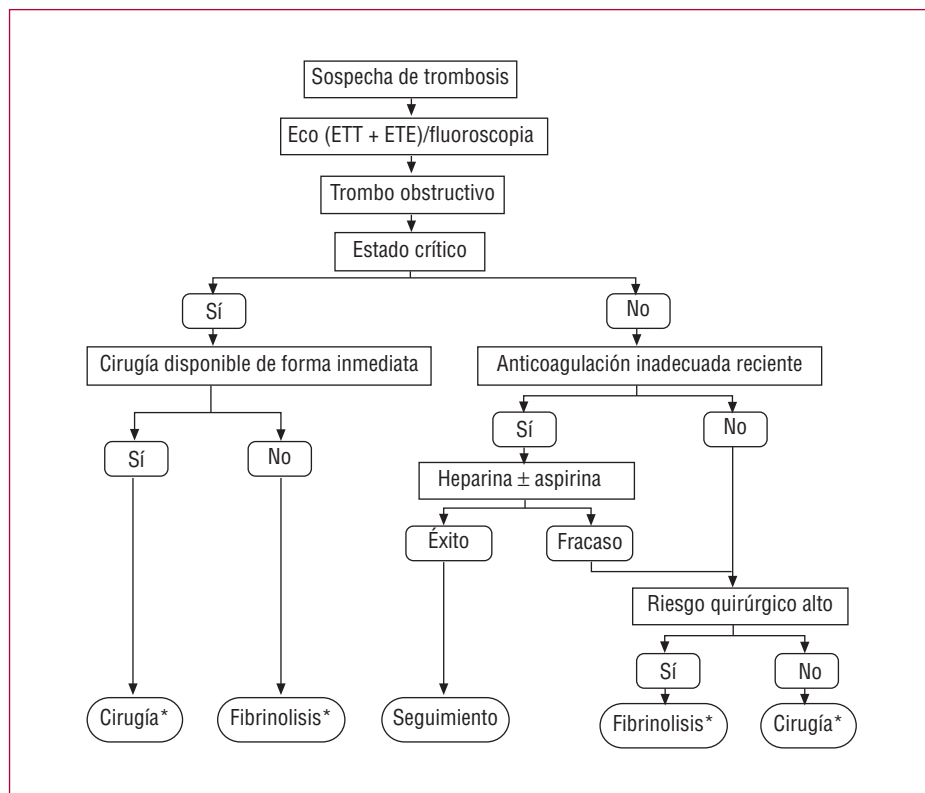 Sospecha de trombosis
Eco (ETT + ETE)/fluoroscopia
Trombo obstructivo
Estado crítico
Sí
No
Cirugía disponible de forma inmediata
Anticoagulación inadecuada reciente
Sí
No
Sí
No
Heparina ± aspirina
Éxito
Fracaso
Riesgo quirúrgico alto
Sí
No
Cirugía*
Fibrinolisis*
Seguimiento
Fibrinolisis*
Cirugía*